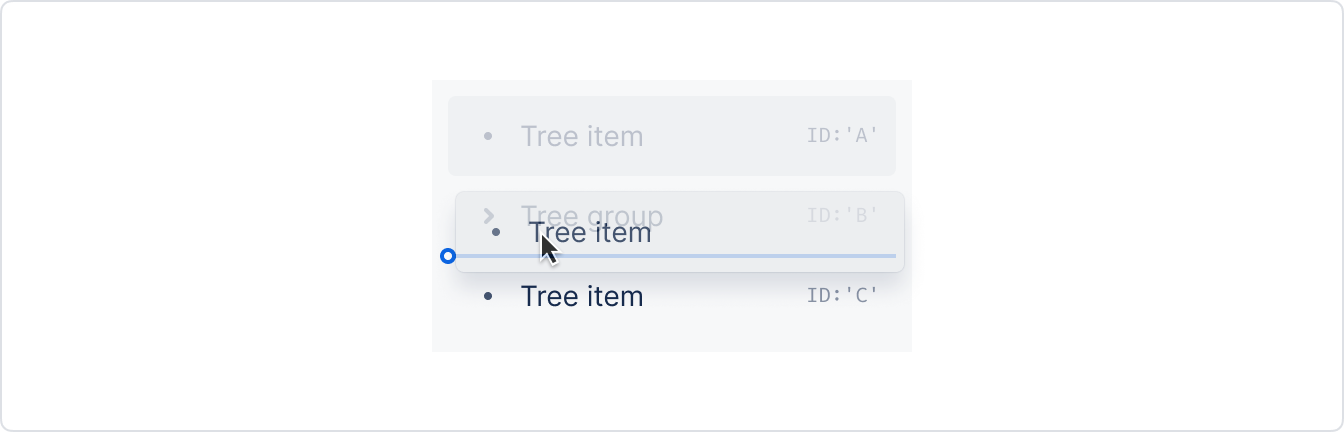 Tree item ID:'A'
Tree group ID:'B'
Tree item
Tree item ID:'C'